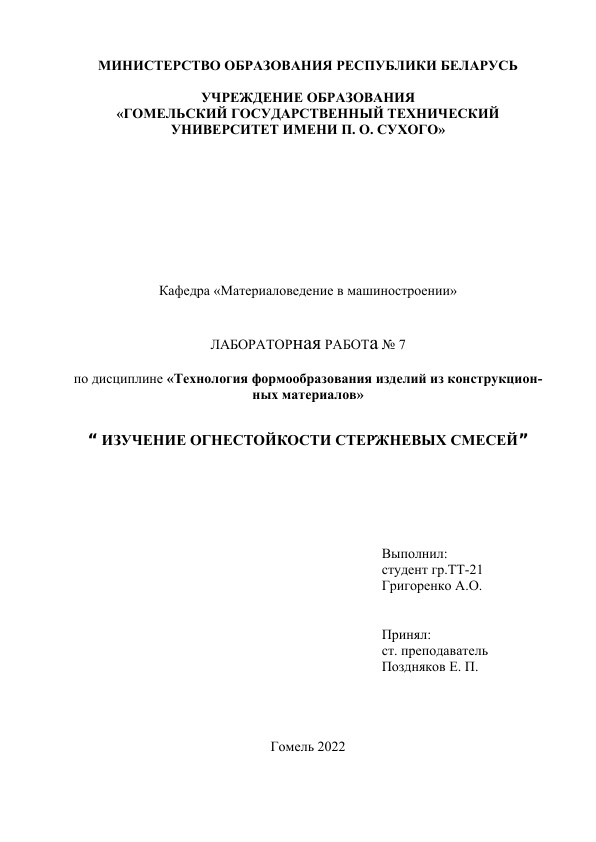 МИНИСТЕРСТВО ОБРАЗОВАНИЯ РЕСПУБЛИКИ БЕЛАРУСЬ
УЧРЕЖДЕНИЕ ОБРАЗОВАНИЯ
«ГОМЕЛЬСКИЙ ГОСУДАРСТВЕННЫЙ ТЕХНИЧЕСКИЙ
УНИВЕРСИТЕТ ИМЕНИ П. О. СУХОГО»
Кафедра «Материаловедение в машиностроении»
ЛАБОРАТОРная РАБОТа № 7
по дисциплине «Технология формообразования изделий из конструкцион-
ных материалов»
“ ИЗУЧЕНИЕ ОГНЕСТОЙКОСТИ СТЕРЖНЕВЫХ СМЕСЕЙ”
Выполнил:
студент гр.ТТ-21
Григоренко А.О.
Принял:
ст. преподаватель
Поздняков Е. П.
Гомель 2022